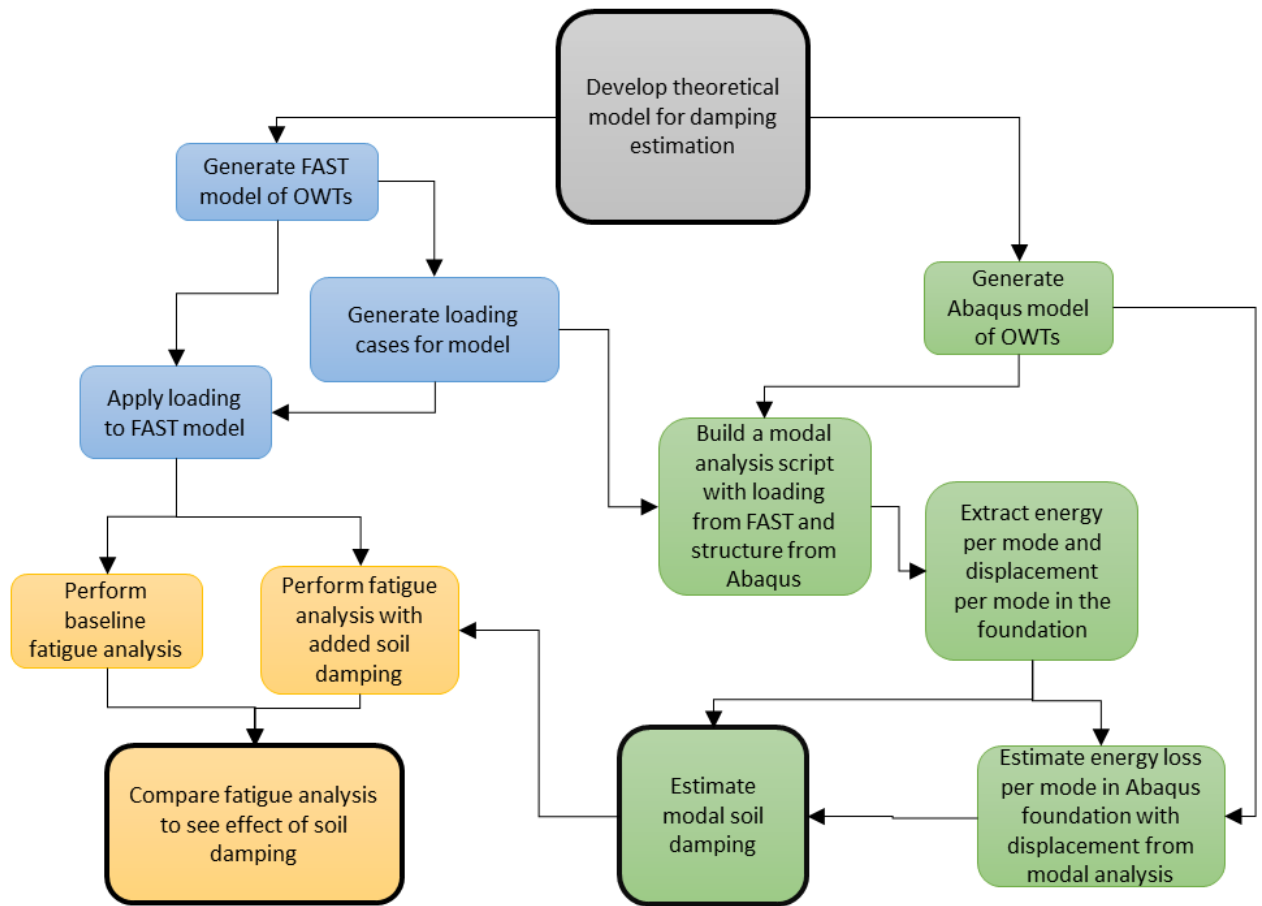 Develop theoretical
model for damping
estimation
Generate FAST
model of OWTs
Generate loading
cases for model
Generate
Abaqus model
of OWTs
Apply loading
to FAST model
Build a modal
analysis script
with loading
from FAST and
structure from
Abaqus
Extract energy
per mode and
displacement
per mode in the
foundation
Perform
baseline
fatigue analysis
Perform fatigue
analysis with
added soil
damping
Compare fatigue analysis
to see effect of soil
damping
Estimate
modal soil
damping
Estimate energy loss
per mode in Abaqus
foundation with
displacement from
modal analysis